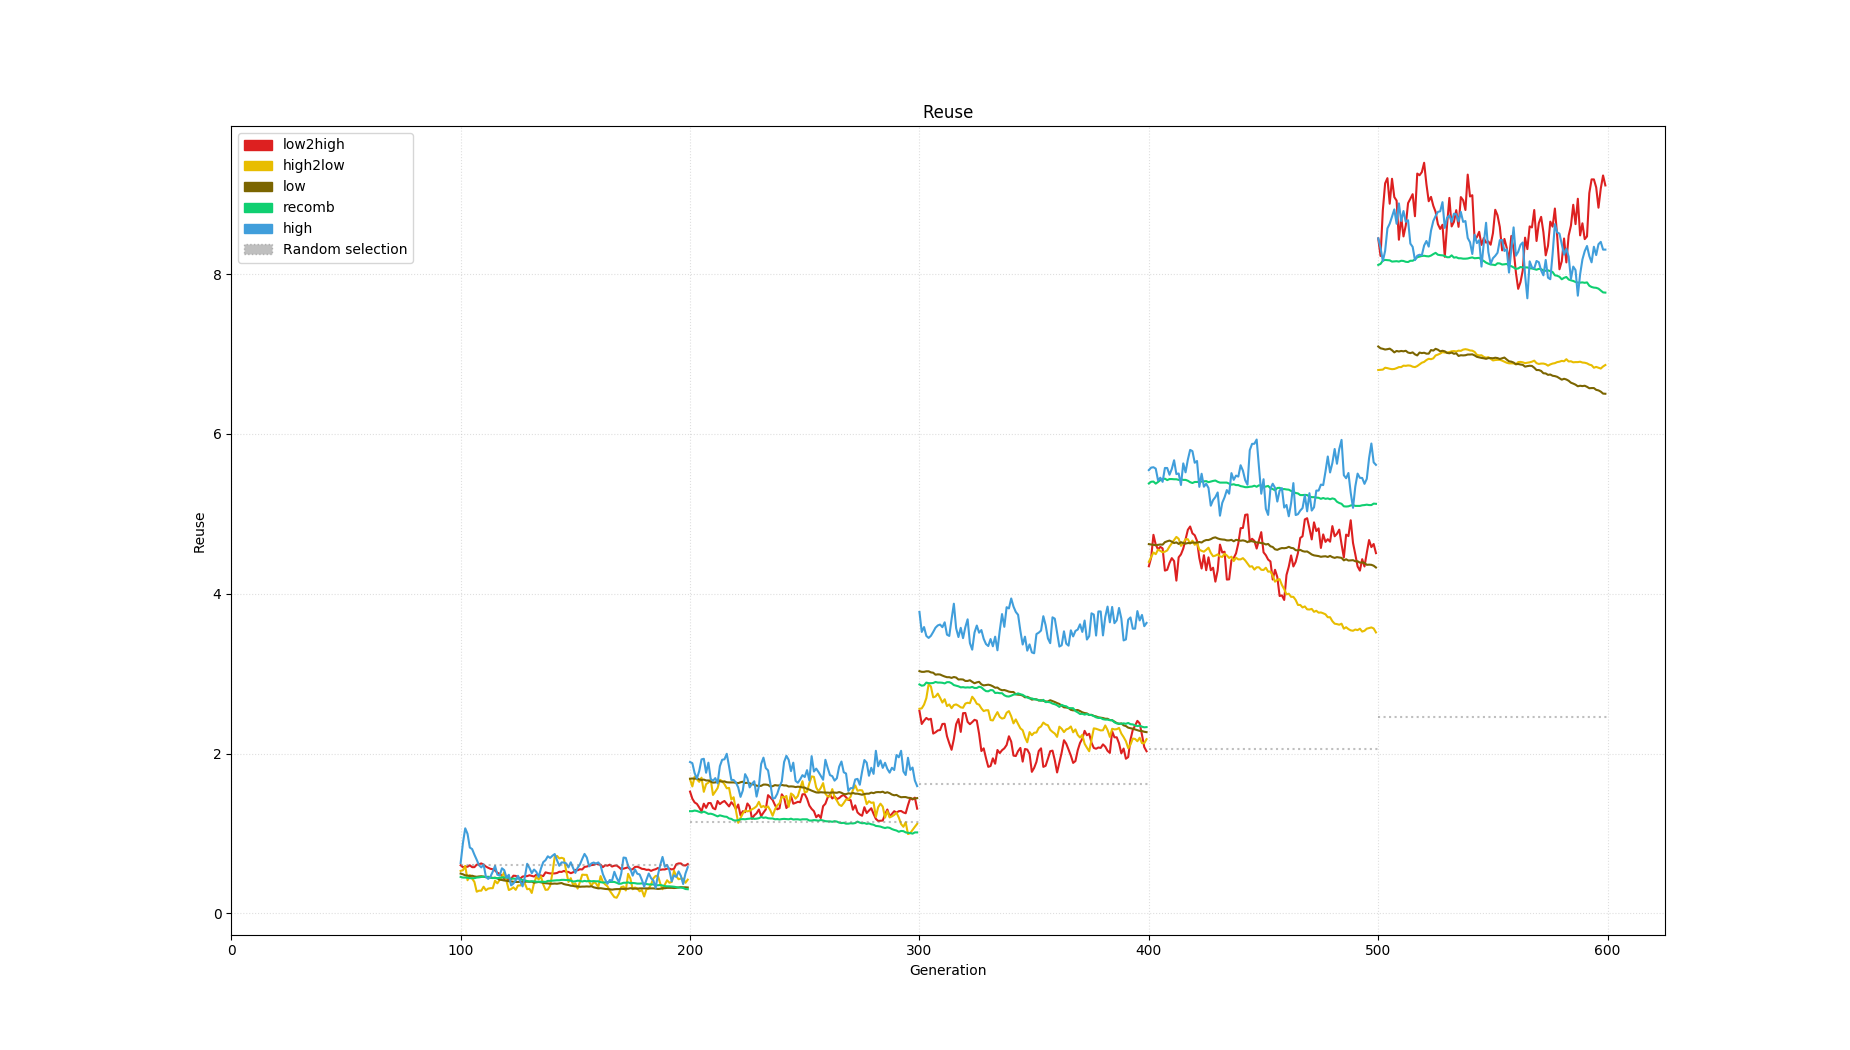 Reuse
low2high
high2low
low
recomb
high
Random selection
8
6
4
2
0
Reuse
0 100 200 300 400 500 600
Generation